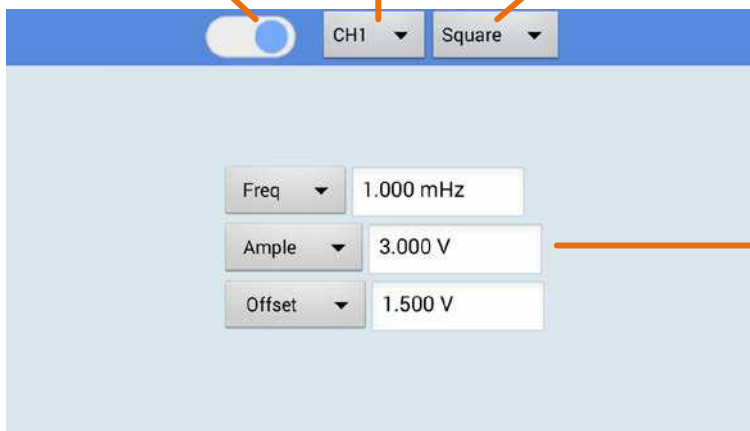 CH1 Square
Freq 1.000 mHz
Ample 3.000 V
Offset 1.500 V